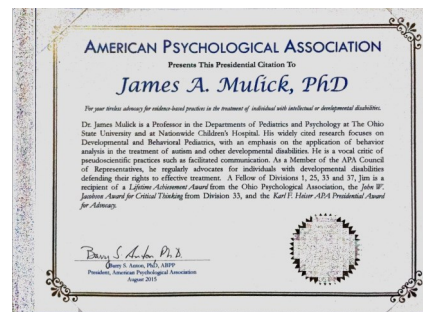 AMERICAN PSYCHOLOGICAL ASSOCIATION
Presents This Presidential Citation To
James A. Mulick, PhD
For your tireless advocacy for evidence-based practices in the treatment of individual with intellectual or developmental disabilities.
Dr. James Mulick is a Professor in the Departments of Pediatrics and Psychology at The Ohio
State University and at Nationwide Children's Hospital. His widely cited research focuses on
Developmental and Behavioral Pediatrics, with an emphasis on the application of behavior
analysis in the treatment of autism and other developmental disabilities. He is a vocal critic of
pseudoscientific practices such as facilitated communication. As a Member of the APA Council
of Representatives, he regularly advocates for individuals with developmental disabilities
defending their rights to effective treatment. A Fellow of Divisions 1, 25, 33 and 37, Jim is a
recipient of a Lifetime Achievement Award from the Ohio Psychological Association, the John W.
Jacobson Award for Critical Thinking from Division 33, and the Karl F. Heiser APA Presidential Award
for Advocacy.
Barry S. Anton Ph.D.
Barry S. Anton, PhD, ABPP
President, American Psychological Association
August 2015